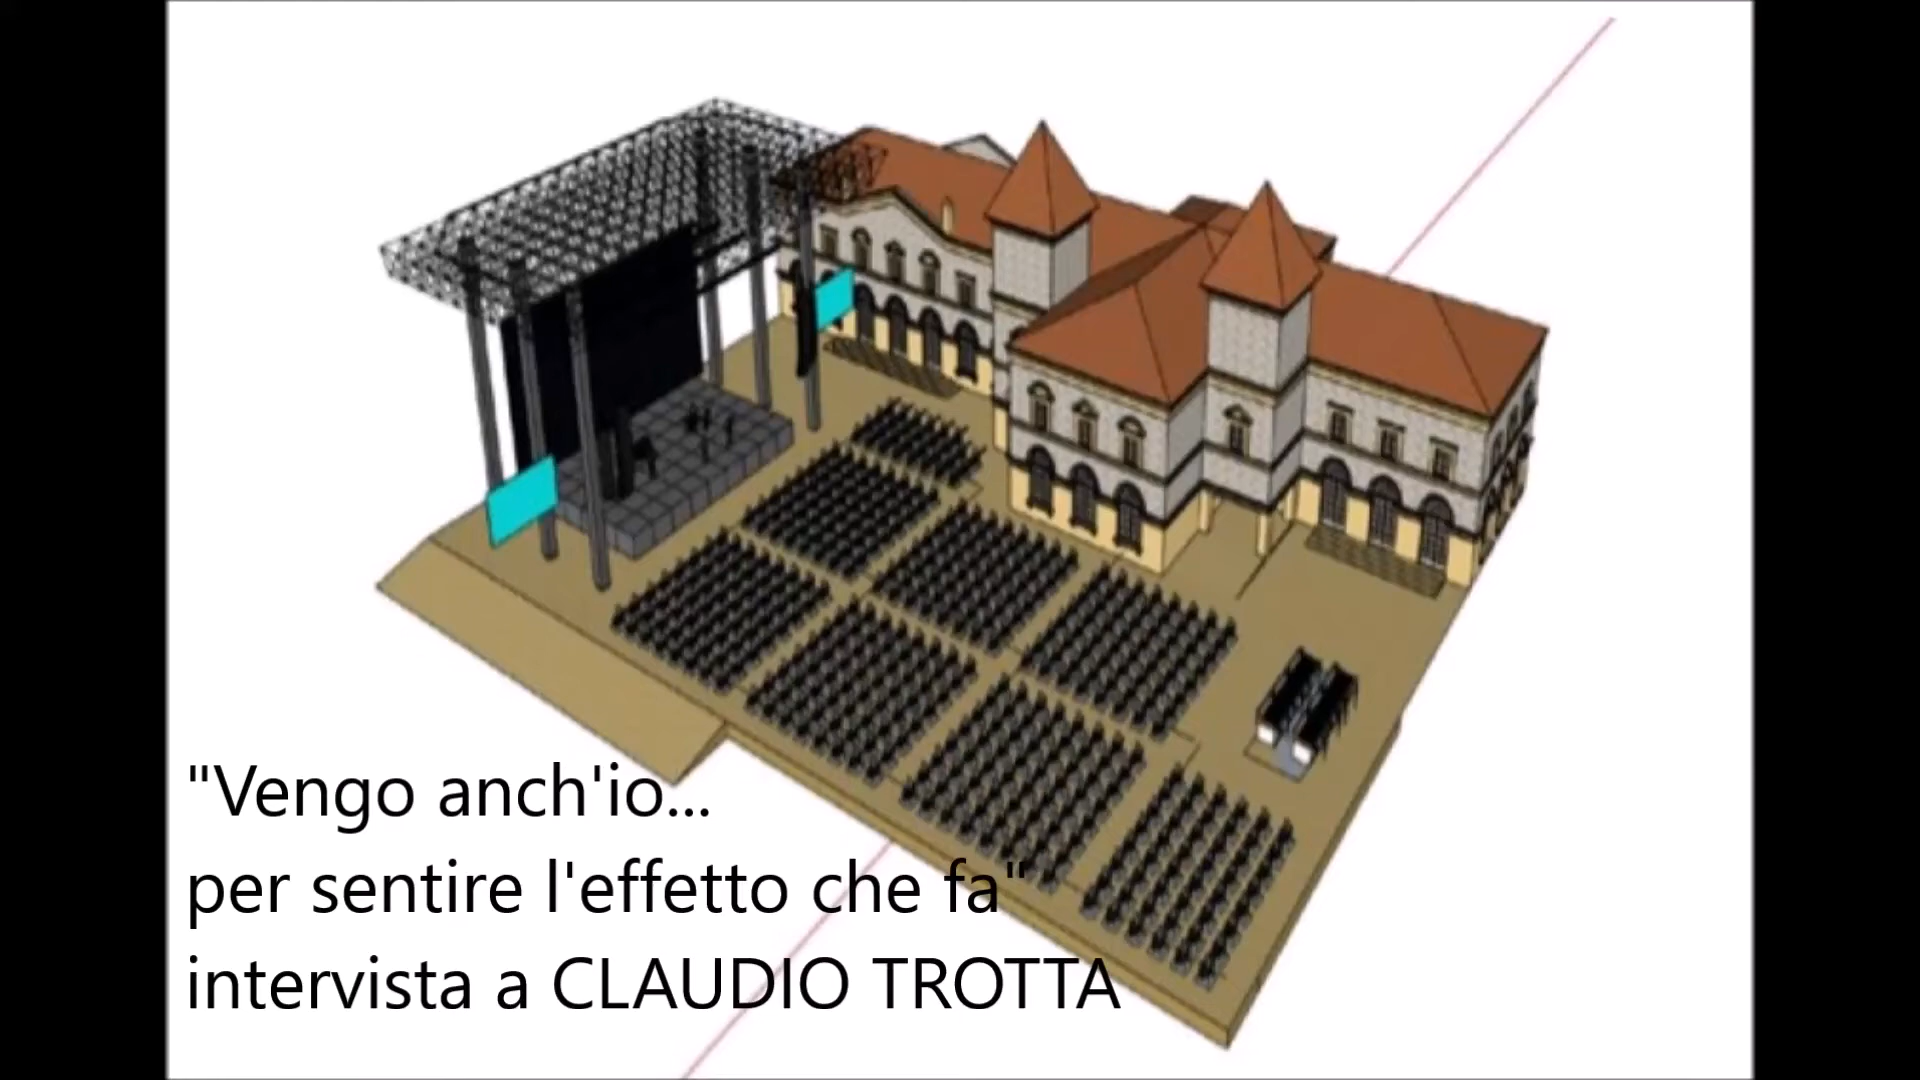 "Vengo anch'io...
per sentire l'effetto che fa"
intervista a CLAUDIO TROTTA